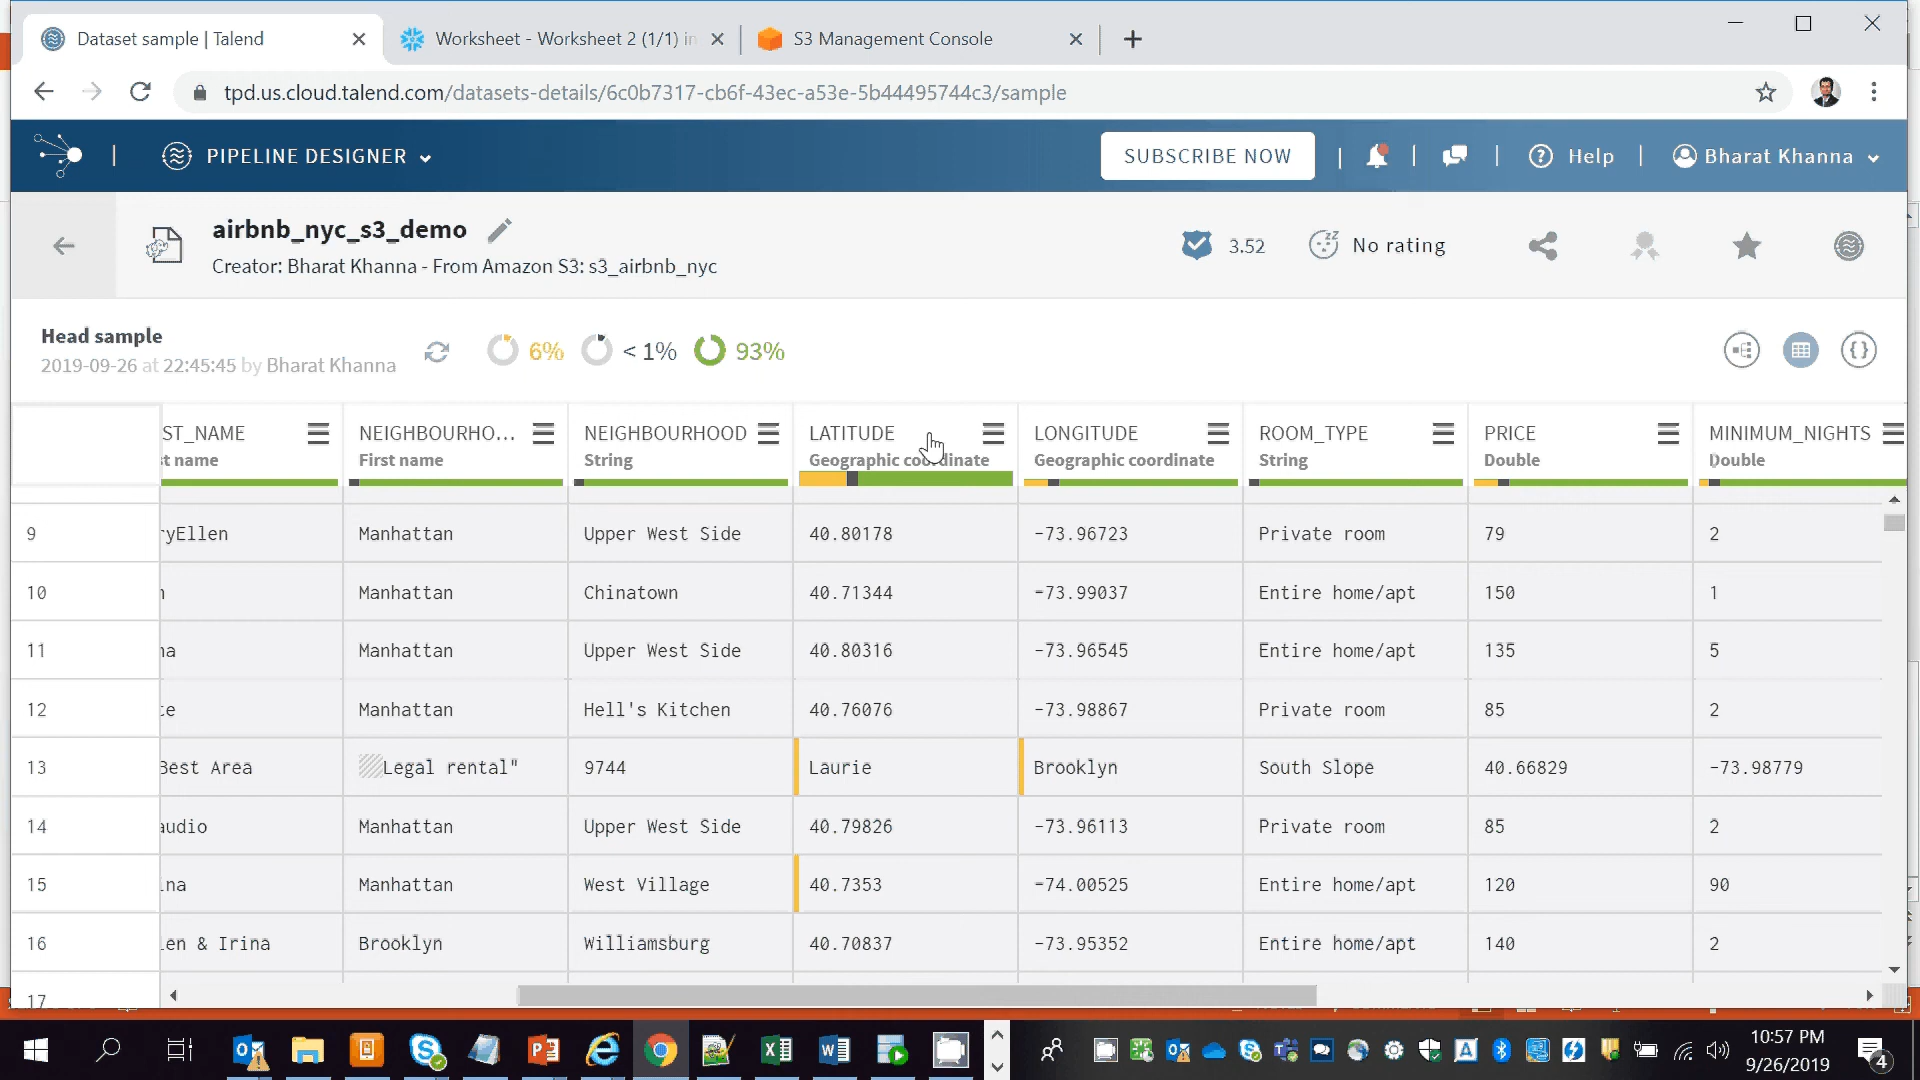 Dataset sample | Talend
Worksheet - Worksheet 2 (1/1) in
S3 Management Console
tpd.us.cloud.talend.com/datasets-details/6c0b7317-cb6f-43ec-a53e-5b44495744c3/sample
PIPELINE DESIGNER
SUBSCRIBE NOW
Help
Bharat Khanna
airbnb_nyc_s3_demo
Creator: Bharat Khanna - From Amazon S3: s3_airbnb_nyc
3.52
No rating
Head sample
2019-09-26 at 22:45:45 by Bharat Khanna
6% < 1% 93%
ST_NAME NEIGHBOURHO... NEIGHBOURHOOD LATITUDE LONGITUDE ROOM_TYPE PRICE MINIMUM_NIGHTS
t name First name String Geographic coordinate Geographic coordinate String Double Double
9 yEllen Manhattan Upper West Side 40.80178 -73.96723 Private room 79 2
10 Manhattan Chinatown 40.71344 -73.99037 Entire home/apt 150 1
11 na Manhattan Upper West Side 40.80316 -73.96545 Entire home/apt 135 5
12 te Manhattan Hell's Kitchen 40.76076 -73.98867 Private room 85 2
13 Best Area Legal rental" 9744 Laurie Brooklyn South Slope 40.66829 -73.98779
14 audio Manhattan Upper West Side 40.79826 -73.96113 Private room 85 2
15 ina Manhattan West Village 40.7353 -74.00525 Entire home/apt 120 90
16 len & Irina Brooklyn Williamsburg 40.70837 -73.95352 Entire home/apt 140 2
17
10:57 PM
9/26/2019
4